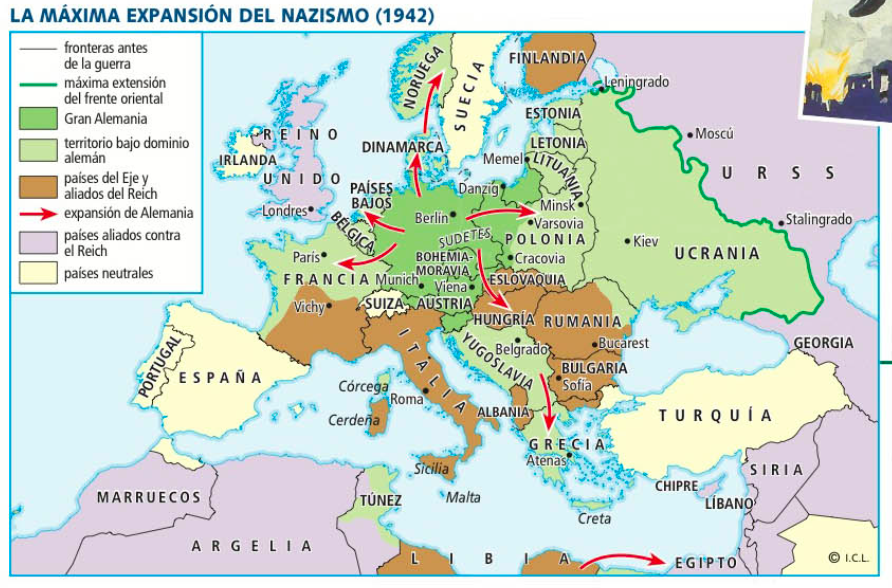 LA MÁXIMA EXPANSIÓN DEL NAZISMO (1942)
fronteras antes
de la guerra
máxima extensión
del frente oriental
Gran Alemania
territorio bajo dominio
alemán
países del Eje y
aliados del Reich
expansión de Alemania
países aliados contra
el Reich
países neutrales
NORUEGA
SUECIA
FINLANDIA
Leningrado
ESTONIA
Moscú
REINO
UNIDO
DINAMARCA
LETONIA
IRLANDA
Memel
LITUANIA
URSS
PAÍSES
BAJOS
Danzig
Minsk
Londres
Berlín
Varsovia
Stalingrado
BÉLGICA
SUDETES
POLONIA
Kiev
UCRANIA
París
BOHEMIA-
MORAVIA
Cracovia
FRANCIA
Munich
Viena
ESLOVAQUIA
Vichy
SUIZA
AUSTRIA
HUNGRÍA
RUMANIA
PORTUGAL
ESPAÑA
ITALIA
YUGOSLAVIA
Belgrado
Bucarest
GEORGIA
BULGARIA
Sofía
Córcega
Roma
ALBANIA
TURQUÍA
Cerdeña
GRECIA
Atenas
Sicilia
SIRIA
MARRUECOS
TÚNEZ
Malta
CHIPRE
LÍBANO
Creta
ARGELIA
LIBIA
EGIPTO
© I.C.L.